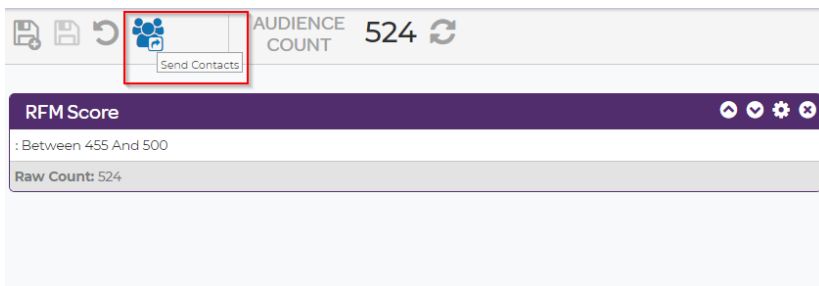 AUDIENCE
COUNT
524
Send Contacts
RFM Score
: Between 455 And 500
Raw Count: 524